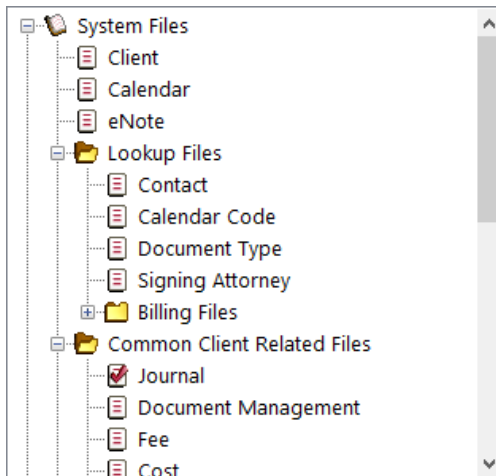 System Files
Client
Calendar
eNote
Lookup Files
Contact
Calendar Code
Document Type
Signing Attorney
Billing Files
Common Client Related Files
Journal
Document Management
Fee
Cost